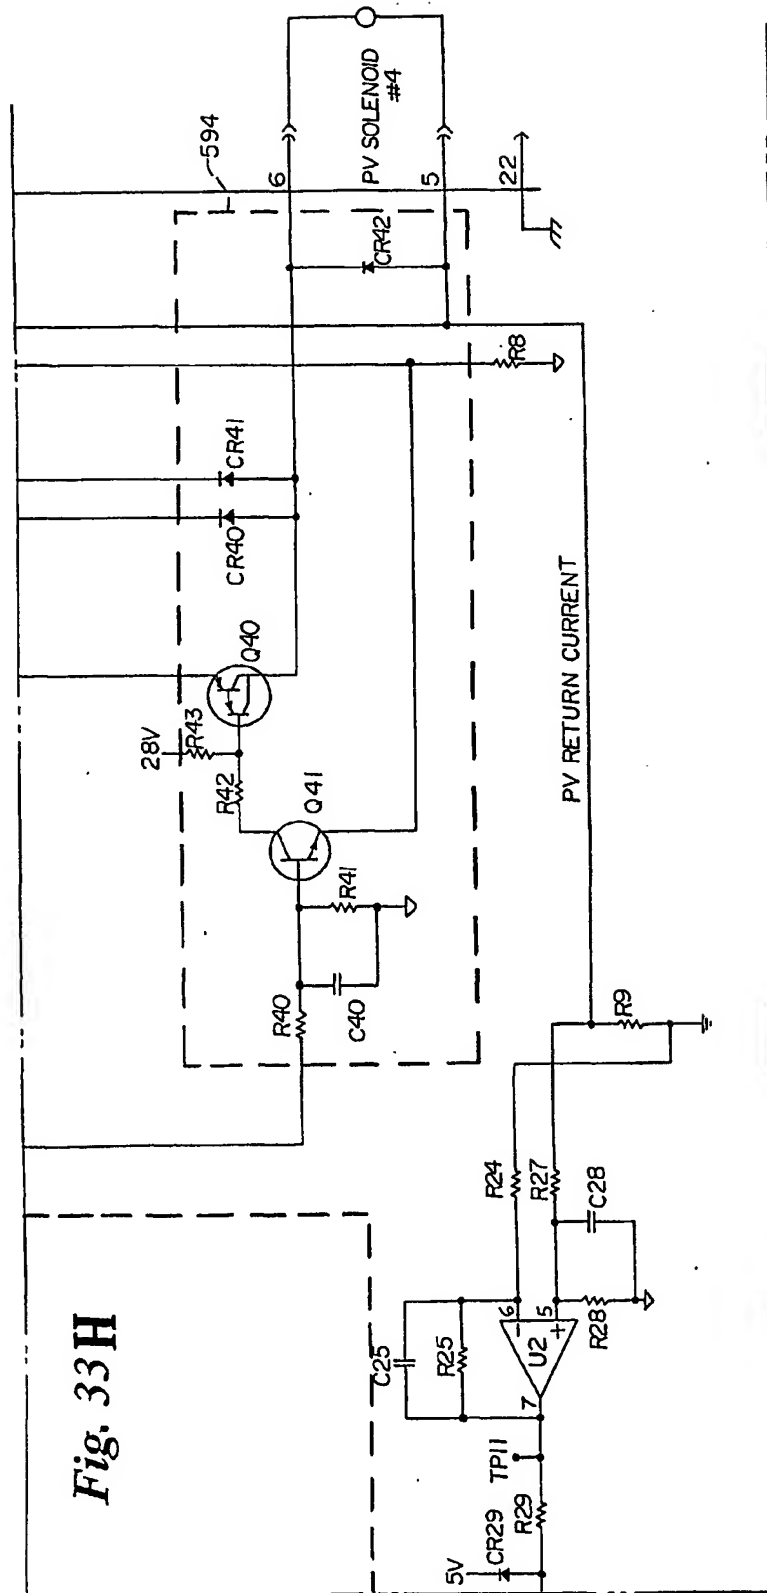 594
6
PV SOLENOID
#4
5
22
CR42
R8
CR41
CR40
Q40
28V
R43
R42
Q41
R41
R40
C40
PV RETURN CURRENT
R9
R24
R27
C28
C25
R25
6
5
U2
7
R28
TP11
R29
CR29
5V
Fig. 33H